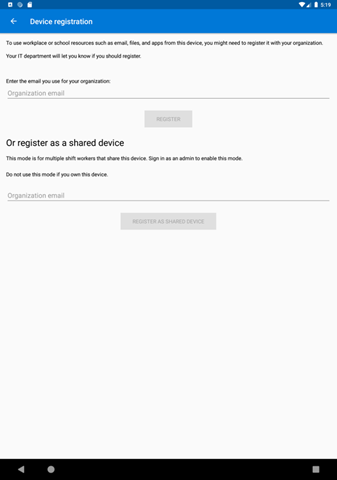 5:19
Device registration
To use workplace or school resources such as email, files, and apps from this device, you might need to register it with your organization.
Your IT department will let you know if you should register.
Enter the email you use for your organization:
Organization email
REGISTER
Or register as a shared device
This mode is for multiple shift workers that share this device. Sign in as an admin to enable this mode.
Do not use this mode if you own this device.
Organization email
REGISTER AS SHARED DEVICE